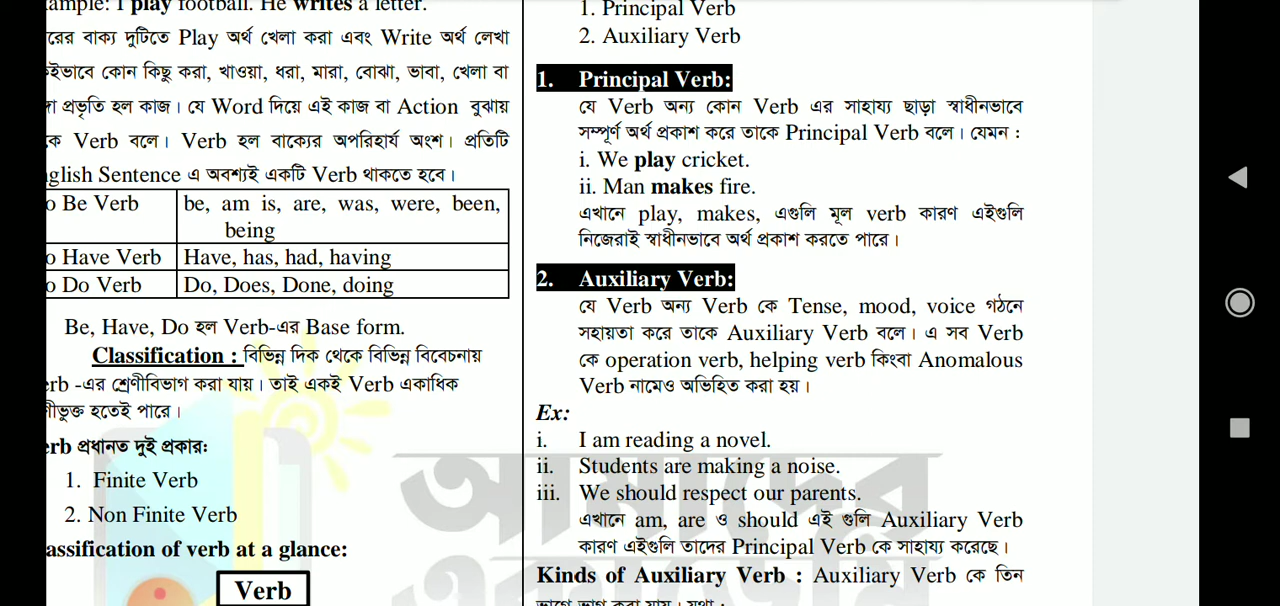 ample: I play football. He writes a letter.
রের বাক্য দুটিতে Play অর্থ খেলা করা এবং Write অর্থ লেখা
কইভাবে কোন কিছু করা, খাওয়া, ধরা, মারা, বোঝা, ভাবা, খেলা বা
প্রভৃতি হল কাজ। যে Word দিয়ে এই কাজ বা Action বুঝায়
কে Verb বলে। Verb হল বাক্যের অপরিহার্য অংশ। প্রতিটি
nglish Sentence এ অবশ্যই একটি Verb থাকতে হবে।
o Be Verb be, am is, are, was, were, been,
being
o Have Verb Have, has, had, having
o Do Verb Do, Does, Done, doing
Be, Have, Do হল Verb-এর Base form.
Classification : বিভিন্ন দিক থেকে বিভিন্ন বিবেচনায়
erb -এর শ্রেণীবিভাগ করা যায়। তাই একই Verb একাধিক
ণীভুক্ত হতেই পারে।
erb প্রধানত দুই প্রকারঃ
1. Finite Verb
2. Non Finite Verb
assification of verb at a glance:
Verb
1. Principal Verb
2. Auxiliary Verb
1. Principal Verb:
যে Verb অন্য কোন Verb এর সাহায্য ছাড়া স্বাধীনভাবে
সম্পূর্ণ অর্থ প্রকাশ করে তাকে Principal Verb বলে। যেমন :
i. We play cricket.
ii. Man makes fire.
এখানে play, makes, এগুলি মূল verb কারণ এইগুলি
নিজেরাই স্বাধীনভাবে অর্থ প্রকাশ করতে পারে।
2. Auxiliary Verb:
যে Verb অন্য Verb কে Tense, mood, voice গঠনে
সহায়তা করে তাকে Auxiliary Verb বলে। এ সব Verb
কে operation verb, helping verb কিংবা Anomalous
Verb নামেও অভিহিত করা হয়।
Ex:
i. I am reading a novel.
ii. Students are making a noise.
iii. We should respect our parents.
এখানে am, are ও should এই গুলি Auxiliary Verb
কারণ এইগুলি তাদের Principal Verb কে সাহায্য করেছে।
Kinds of Auxiliary Verb : Auxiliary Verb কে তিন
ভাগে ভাগ করা যায়। যথা :
আমাদের
একাডেমি